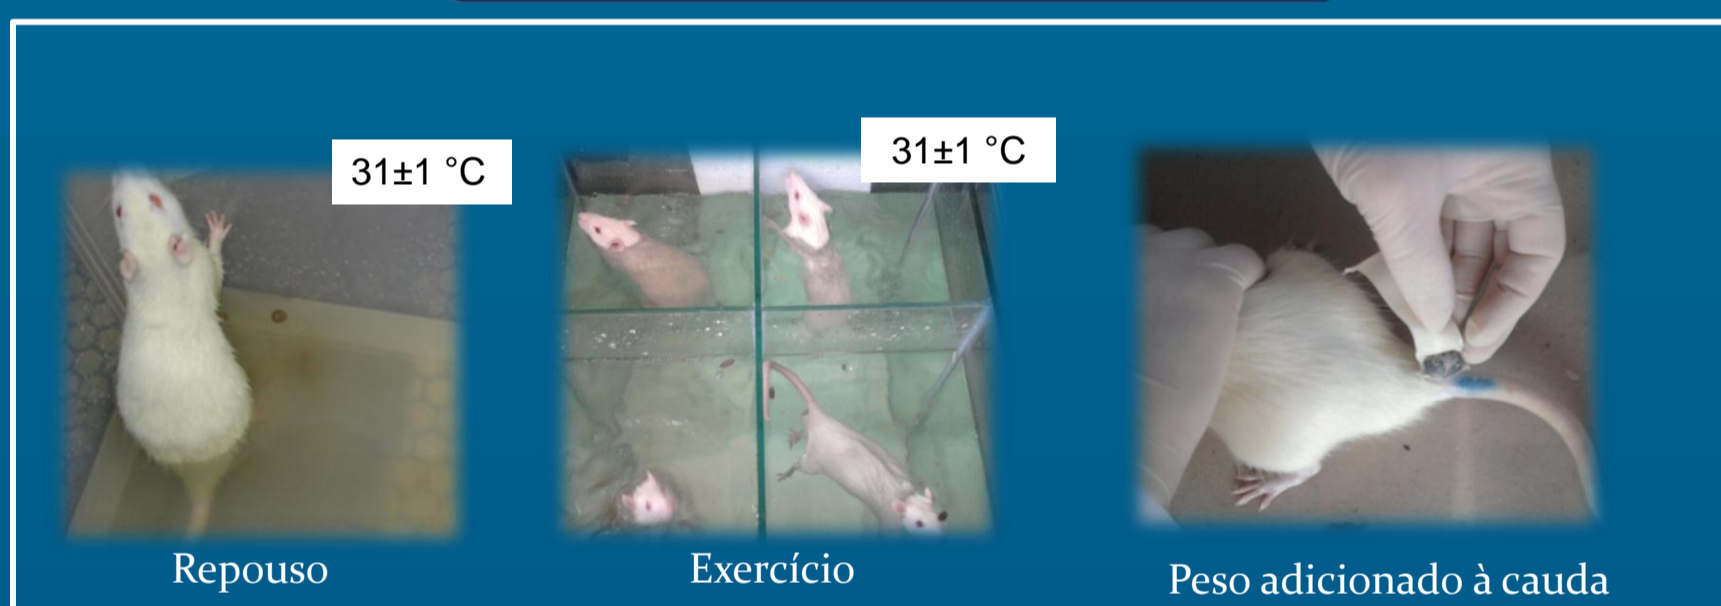 31±1 °C
31±1 °C
Repouso
Exercício
Peso adicionado à cauda